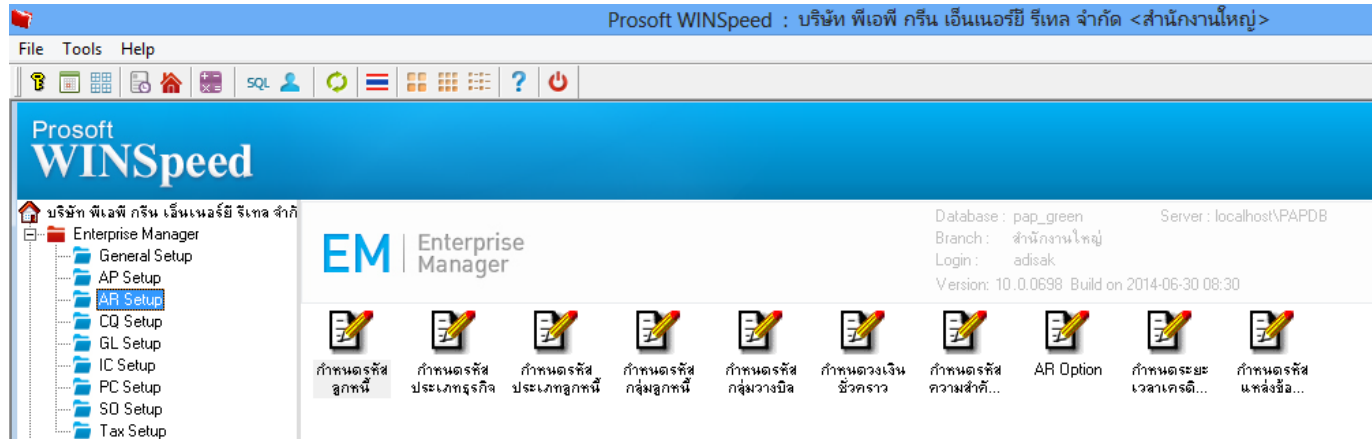 Prosoft WINSpeed : บริษัท พีเอพี กรีน เอ็นเนอร์ยี รีเทล จำกัด <สำนักงานใหญ่>
File Tools Help
SQL
Prosoft
WINSpeed
บริษัท พีเอพี กรีน เอ็นเนอร์ยี รีเทล จำกั
Enterprise Manager
General Setup
AP Setup
AR Setup
CQ Setup
GL Setup
IC Setup
PC Setup
SO Setup
Tax Setup
EM Enterprise
Manager
Database : pap_green Server : localhost\PAPDB
Branch : สำนักงานใหญ่
Login : adisak
Version: 10.0.0698 Build on 2014-06-30 08:30
กำหนดรหัส
ลูกหนี้
กำหนดรหัส
ประเภทธุรกิจ
กำหนดรหัส
ประเภทลูกหนี้
กำหนดรหัส
กลุ่มลูกหนี้
กำหนดรหัส
กลุ่มวางบิล
กำหนดวงเงิน
ชั่วคราว
กำหนดรหัส
ความสำคั...
AR Option
กำหนดระยะ
เวลาเครดิ...
กำหนดรหัส
แหล่งซื้อ...